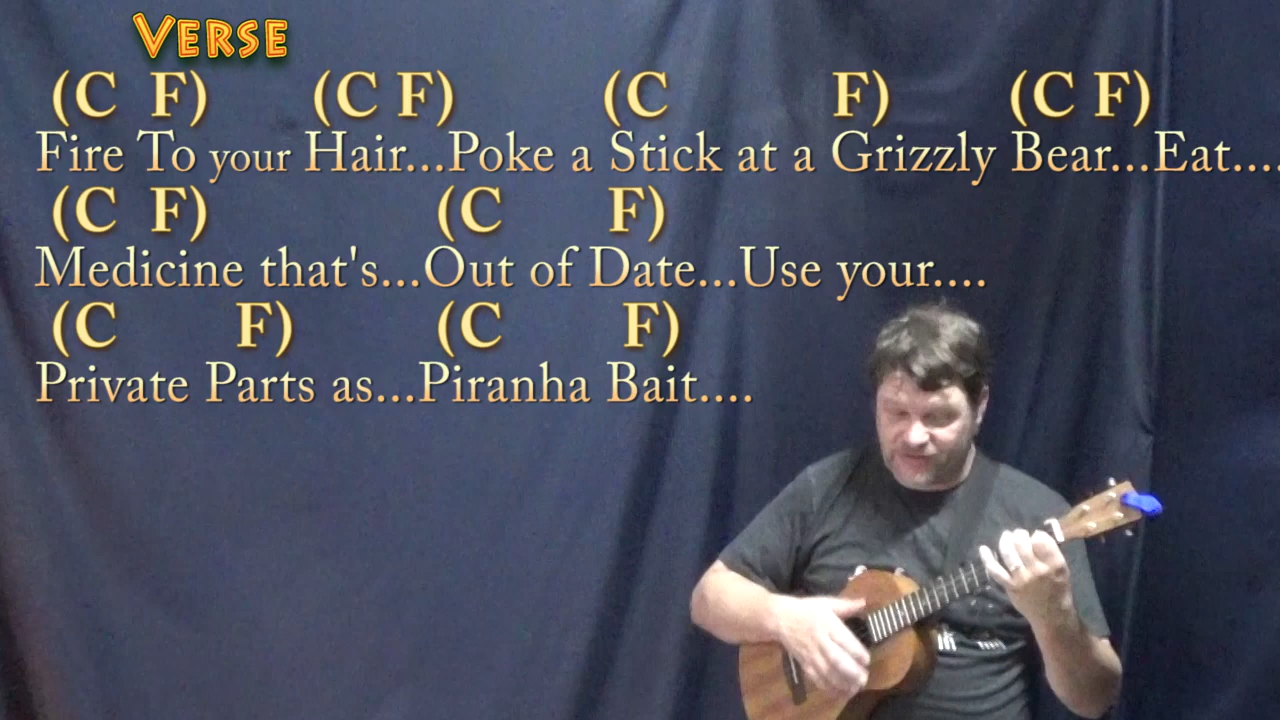 VERSE
(C F) (C F) (C F) (C F)
Fire To your Hair...Poke a Stick at a Grizzly Bear...Eat....
(C F) (C F)
Medicine that's...Out of Date...Use your....
(C F) (C F)
Private Parts as...Piranha Bait....